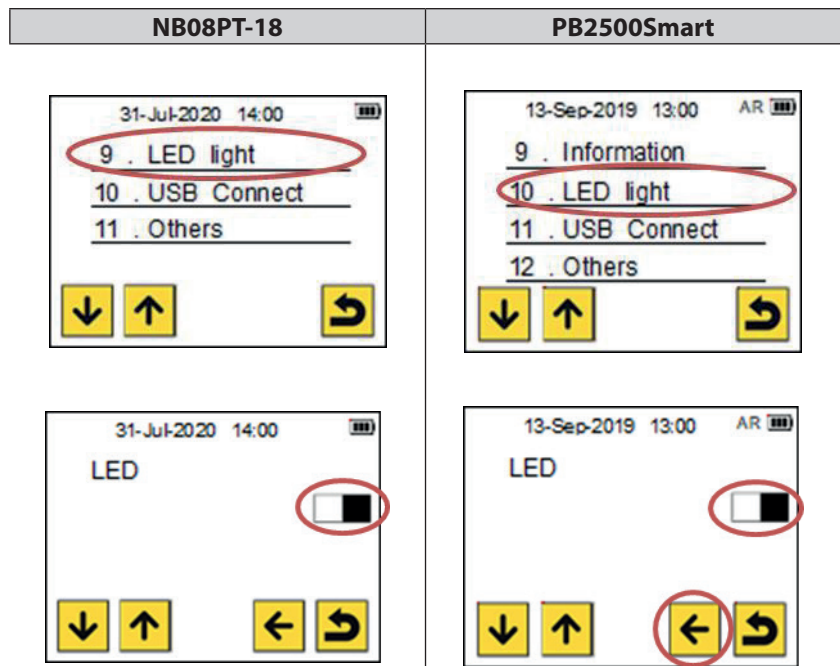 NB08PT-18
PB2500Smart
31-Jul-2020 14:00
9 . LED light
10 . USB Connect
11 . Others
13-Sep-2019 13:00 AR
9 . Information
10 . LED light
11 . USB Connect
12 . Others
31-Jul-2020 14:00
LED
13-Sep-2019 13:00 AR
LED